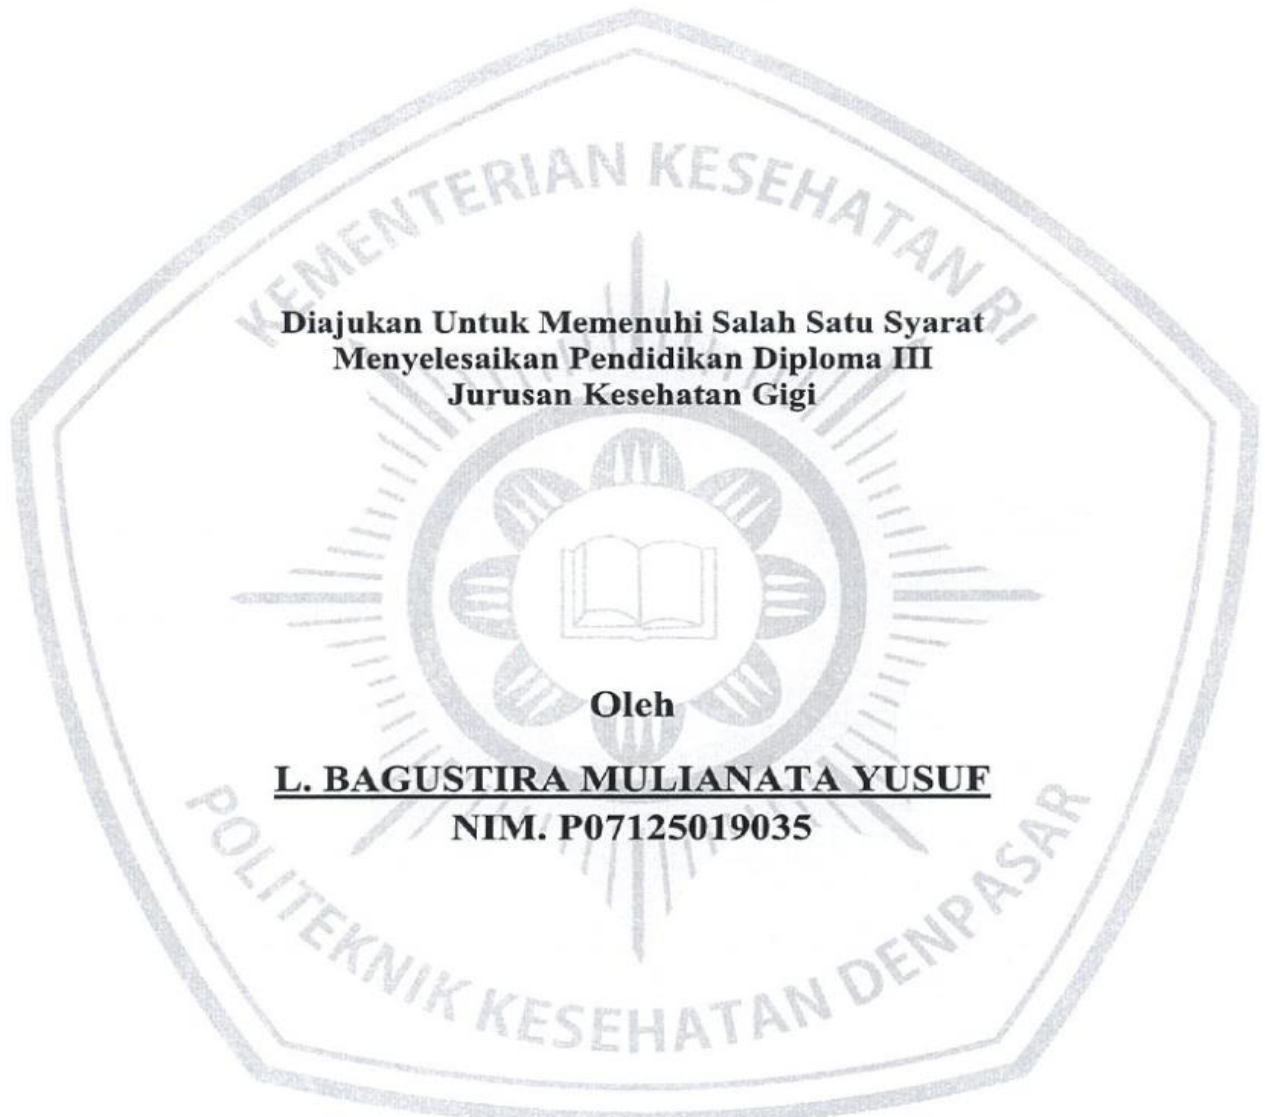 KEMENTERIAN KESEHATAN RI
Diajukan Untuk Memenuhi Salah Satu Syarat
Menyelesaikan Pendidikan Diploma III
Jurusan Kesehatan Gigi
Oleh
L. BAGUSTIRA MULIANATA YUSUF
NIM. P07125019035
POLITEKNIK KESEHATAN DENPASAR